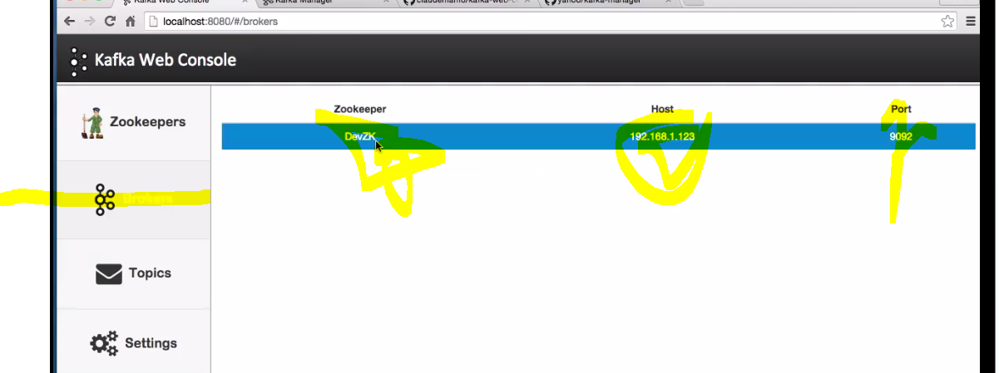 Kafka Web Console
Kafka Manager
claudemamo/kafka-web-c
yahoo/kafka-manager
localhost:8080/#/brokers
Kafka Web Console
Zookeeper Host Port
Zookeepers
DevZK 192.168.1.123 9092
Brokers
Topics
Settings